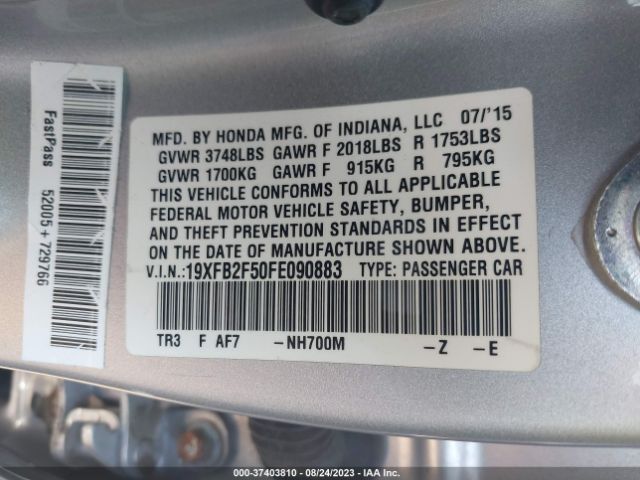 MFD. BY HONDA MFG. OF INDIANA, LLC 07/'15
GVWR 3748LBS GAWR F 2018LBS R 1753LBS
GVWR 1700KG GAWR F 915KG R 795KG
THIS VEHICLE CONFORMS TO ALL APPLICABLE
FEDERAL MOTOR VEHICLE SAFETY, BUMPER,
AND THEFT PREVENTION STANDARDS IN EFFECT
ON THE DATE OF MANUFACTURE SHOWN ABOVE.
V.I.N.: 19XFB2F50FE090883 TYPE: PASSENGER CAR
TR3 F AF7 -NH700M -Z -E
FastPass 52005 + 729766
000-37403810 - 08/24/2023 - IAA Inc.